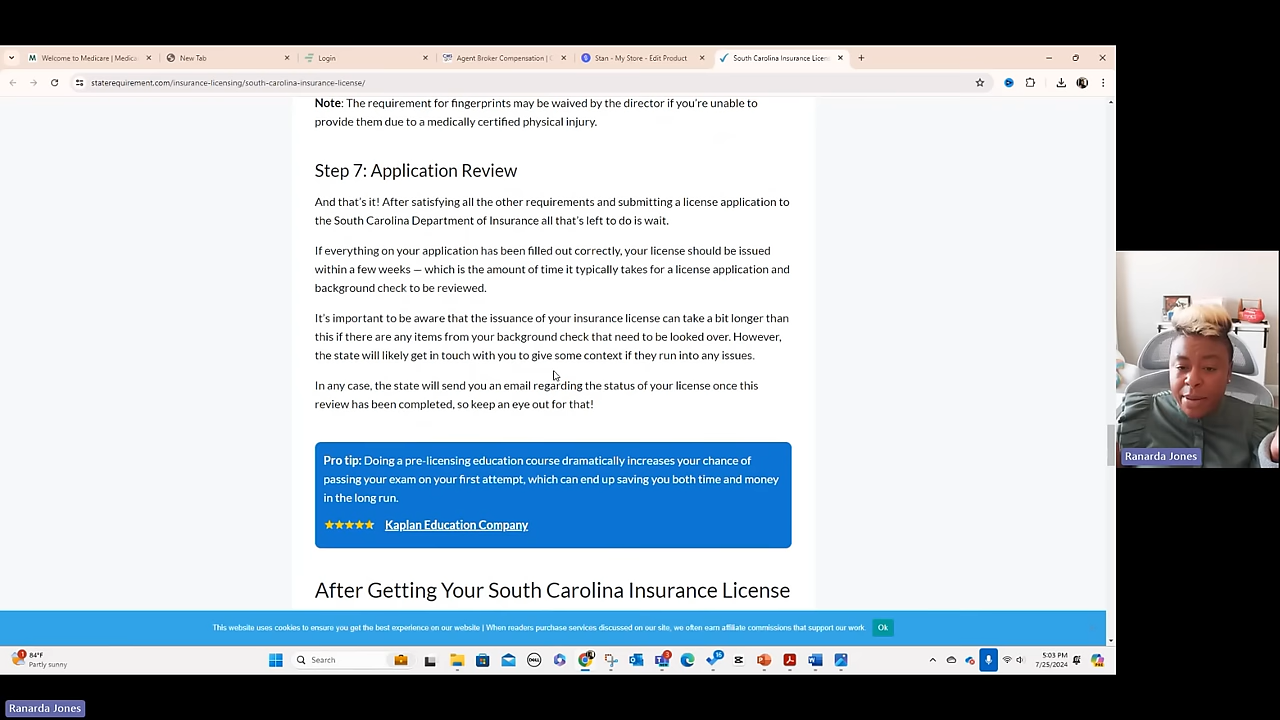 Welcome to Medicare | Medica
New Tab
Login
Agent Broker Compensation | C
Stan - My Store - Edit Product
South Carolina Insurance Licen
staterequirement.com/insurance-licensing/south-carolina-insurance-license/
Note: The requirement for fingerprints may be waived by the director if you're unable to
provide them due to a medically certified physical injury.
Step 7: Application Review
And that's it! After satisfying all the other requirements and submitting a license application to
the South Carolina Department of Insurance all that's left to do is wait.
If everything on your application has been filled out correctly, your license should be issued
within a few weeks — which is the amount of time it typically takes for a license application and
background check to be reviewed.
It's important to be aware that the issuance of your insurance license can take a bit longer than
this if there are any items from your background check that need to be looked over. However,
the state will likely get in touch with you to give some context if they run into any issues.
In any case, the state will send you an email regarding the status of your license once this
review has been completed, so keep an eye out for that!
Ranarda Jones
Pro tip: Doing a pre-licensing education course dramatically increases your chance of
passing your exam on your first attempt, which can end up saving you both time and money
in the long run.
Kaplan Education Company
After Getting Your South Carolina Insurance License
This website uses cookies to ensure you get the best experience on our website | When readers purchase services discussed on our site, we often earn affiliate commissions that support our work.
Ok
84°F
Partly sunny
Search
DELL
5:03 PM
7/25/2024
Ranarda Jones